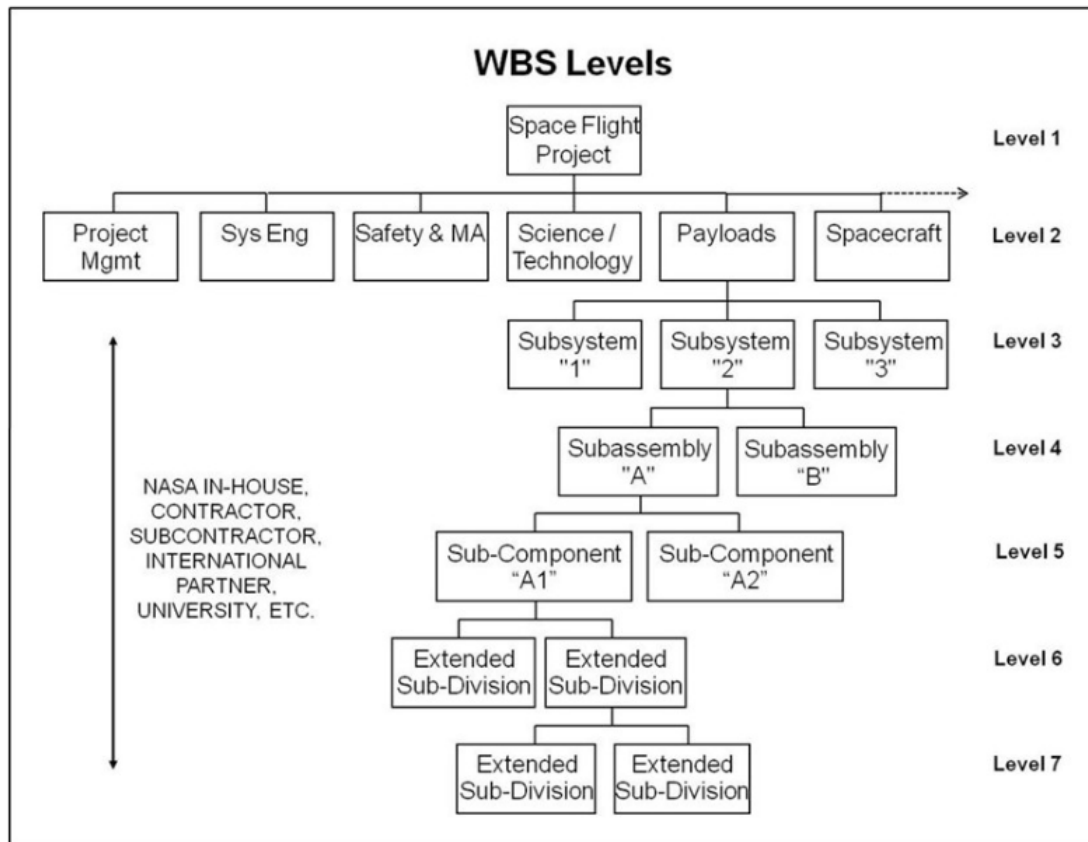 WBS Levels
Space Flight
Project
Level 1
Project
Mgmt
Sys Eng
Safety & MA
Science /
Technology
Payloads
Spacecraft
Level 2
Subsystem
"1"
Subsystem
"2"
Subsystem
"3"
Level 3
Subassembly
"A"
Subassembly
“B”
Level 4
NASA IN-HOUSE,
CONTRACTOR,
SUBCONTRACTOR,
INTERNATIONAL
PARTNER,
UNIVERSITY, ETC.
Sub-Component
“A1”
Sub-Component
“A2”
Level 5
Extended
Sub-Division
Extended
Sub-Division
Level 6
Extended
Sub-Division
Extended
Sub-Division
Level 7